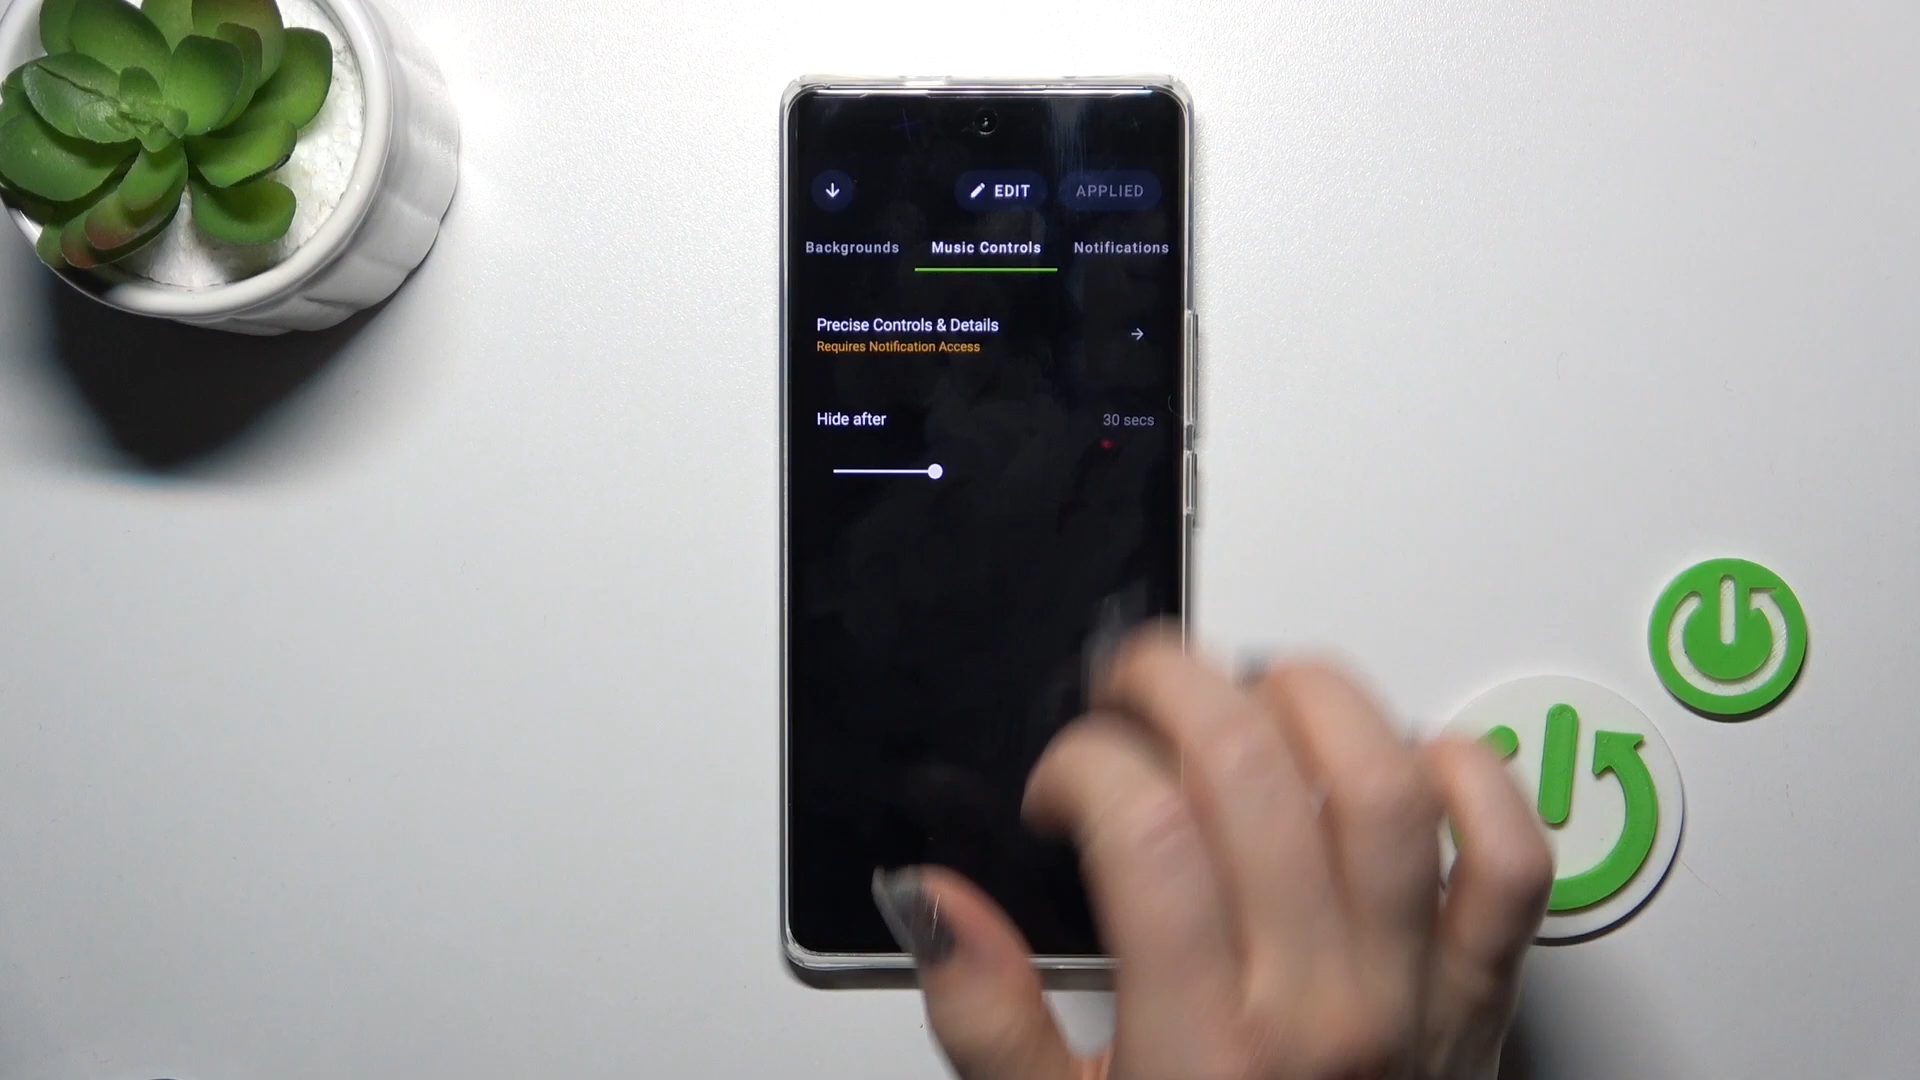 EDIT
APPLIED
Backgrounds
Music Controls
Notifications
Precise Controls & Details
Requires Notification Access
Hide after
30 secs